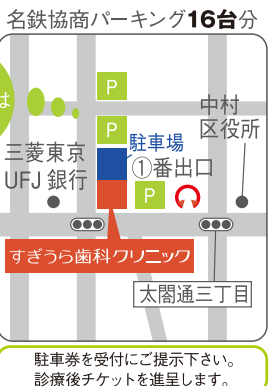 名鉄協商パーキング16台分
は
P
中村
区役所
P
駐車場
三菱東京
UFJ 銀行
①番出口
P
すぎうら歯科クリニック
太閤通三丁目
駐車券を受付にご提示下さい。
診療後チケットを進呈します。